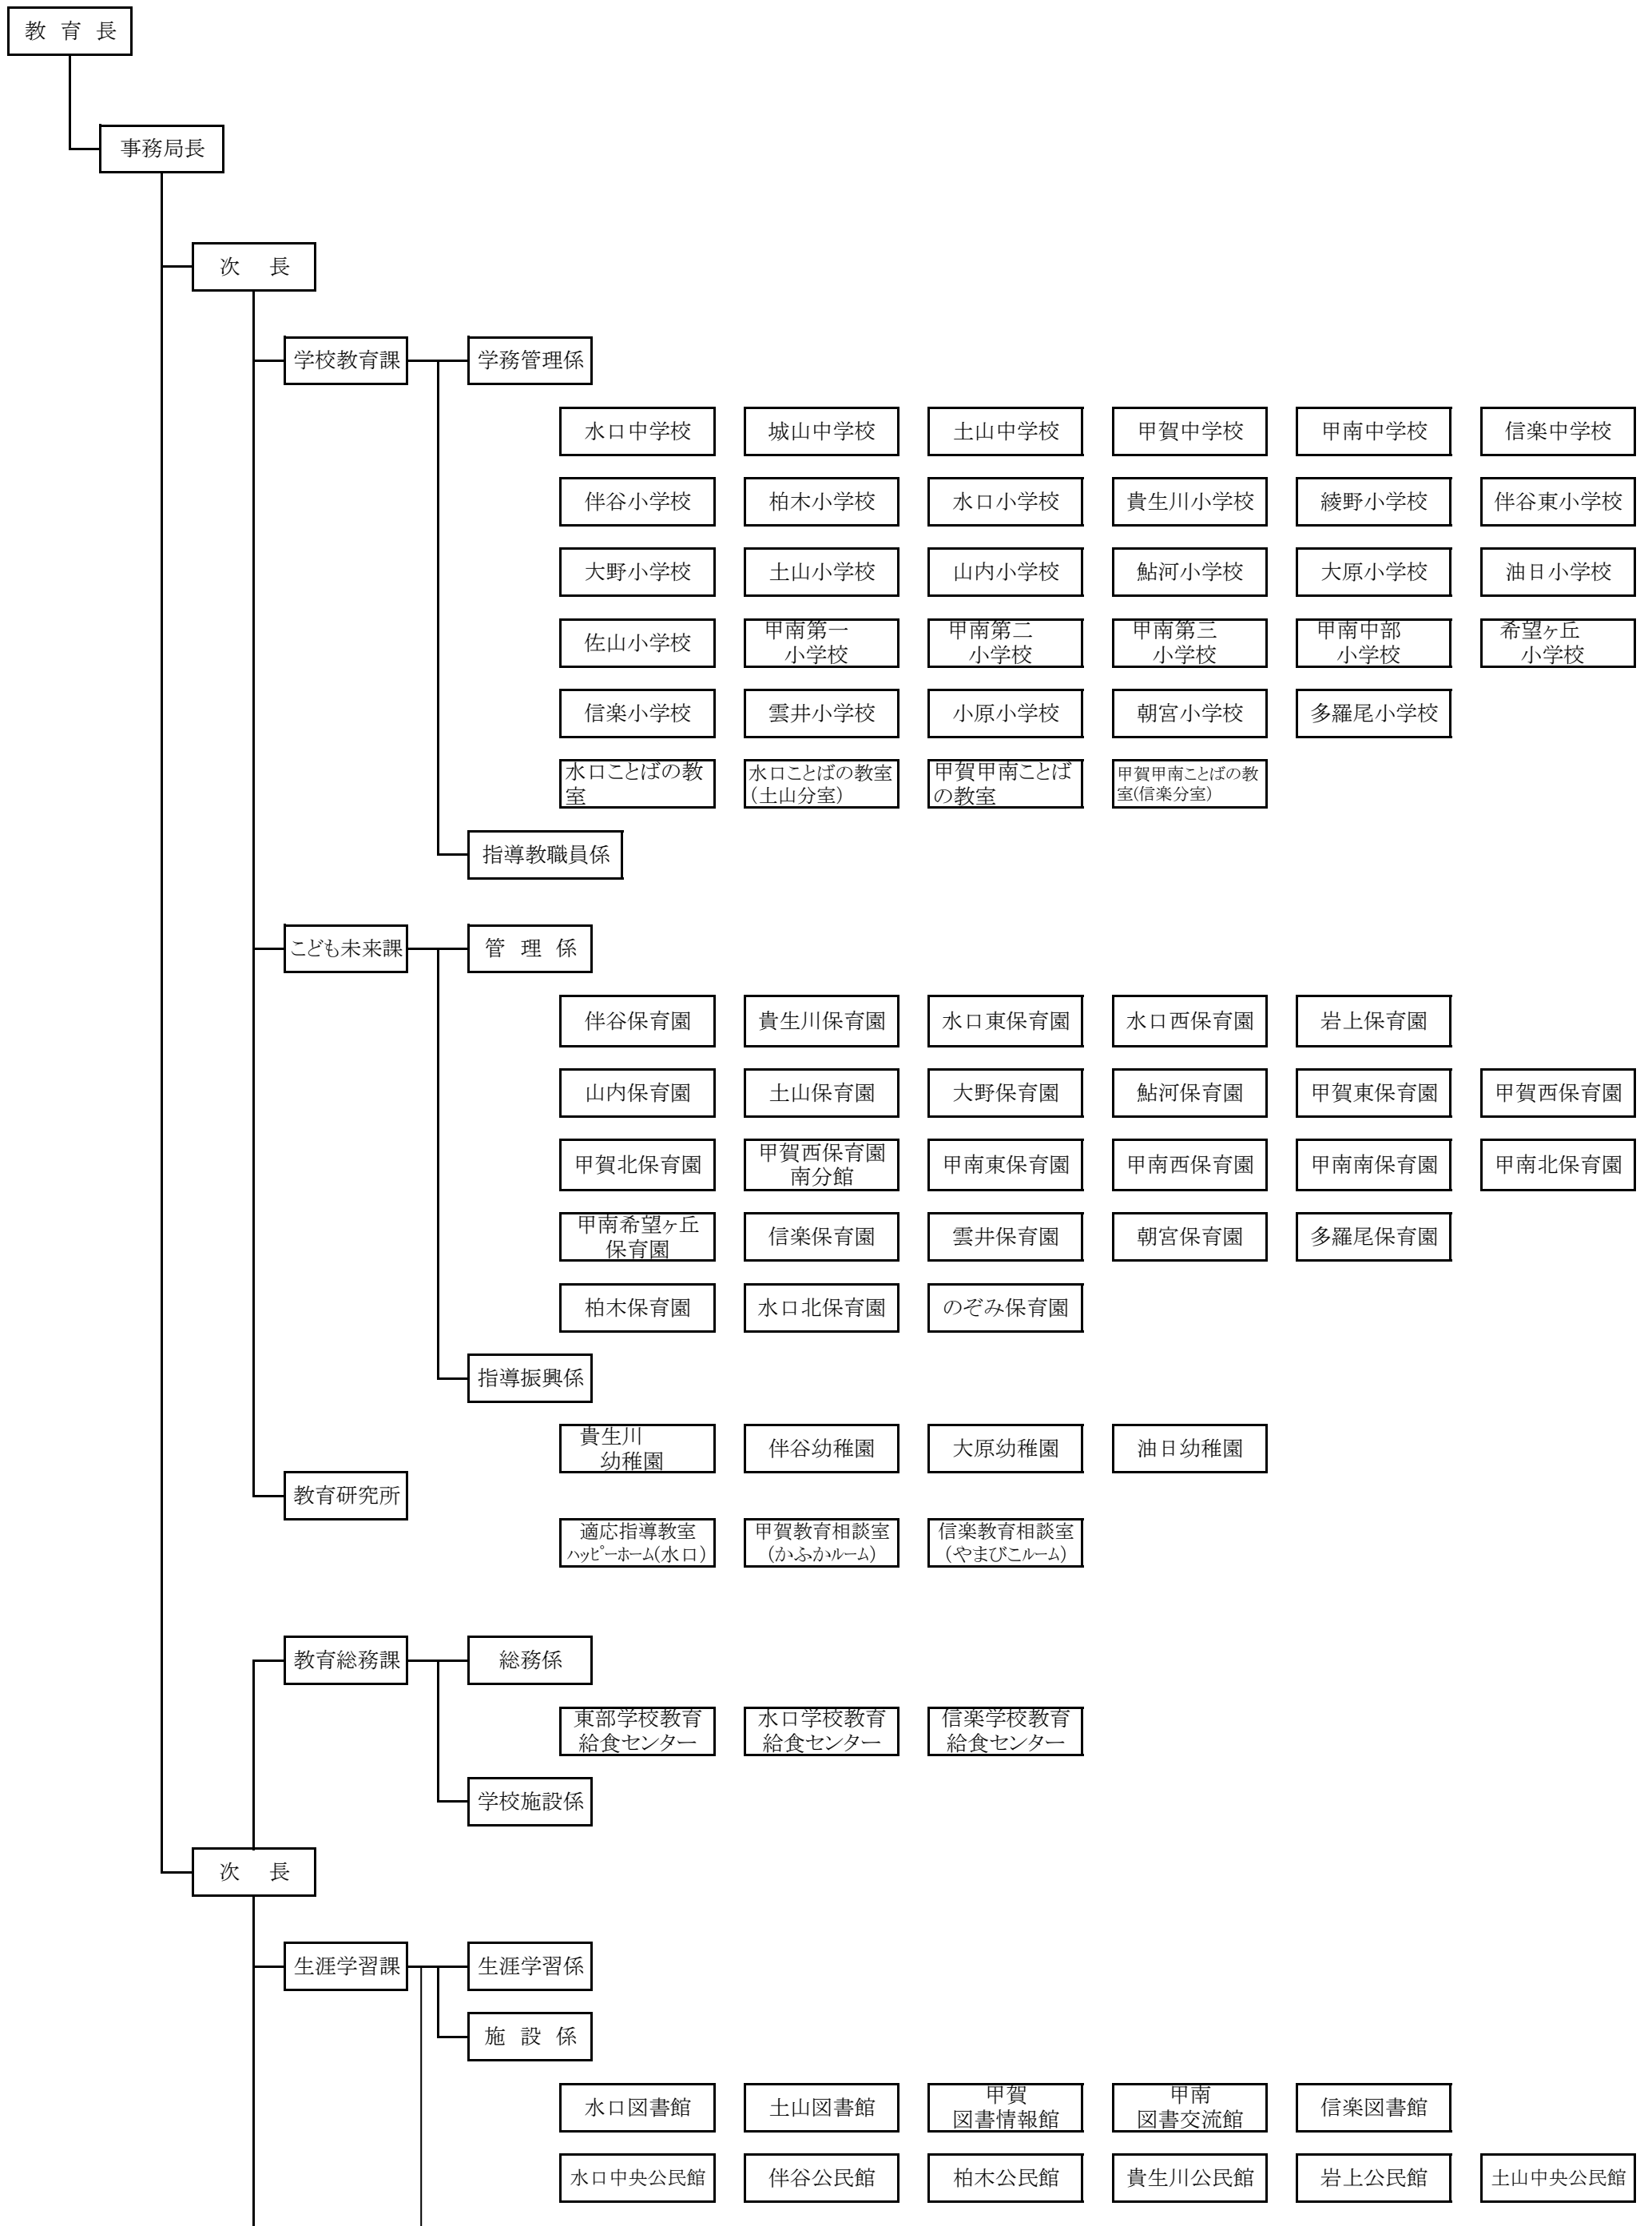 教 育 長
事務局長
次 長
学校教育課 学務管理係
水口中学校 城山中学校 土山中学校 甲賀中学校 甲南中学校 信楽中学校
伴谷小学校 柏木小学校 水口小学校 貴生川小学校 綾野小学校 伴谷東小学校
大野小学校 土山小学校 山内小学校 鮎河小学校 大原小学校 油日小学校
佐山小学校
甲南第一
小学校
甲南第二
小学校
甲南第三
小学校
甲南中部
小学校
希望ヶ丘
小学校
信楽小学校 雲井小学校 小原小学校 朝宮小学校 多羅尾小学校
水口ことばの教
室
水口ことばの教室
(土山分室)
甲賀甲南ことば
の教室
甲賀甲南ことばの教
室(信楽分室)
指導教職員係
こども未来課 管 理 係
伴谷保育園 貴生川保育園 水口東保育園 水口西保育園 岩上保育園
山内保育園 土山保育園 大野保育園 鮎河保育園 甲賀東保育園 甲賀西保育園
甲賀北保育園
甲賀西保育園
南分館
甲南東保育園 甲南西保育園 甲南南保育園 甲南北保育園
甲南希望ヶ丘
保育園
信楽保育園 雲井保育園 朝宮保育園 多羅尾保育園
柏木保育園 水口北保育園 のぞみ保育園
指導振興係
貴生川
幼稚園
伴谷幼稚園 大原幼稚園 油日幼稚園
教育研究所
適応指導教室
ﾊｯﾋﾟｰﾎｰﾑ(水口)
甲賀教育相談室
(かふかﾙｰﾑ)
信楽教育相談室
(やまびこﾙｰﾑ)
教育総務課 総務係
東部学校教育
給食センター
水口学校教育
給食センター
信楽学校教育
給食センター
学校施設係
次 長
生涯学習課 生涯学習係
施 設 係
水口図書館 土山図書館
甲賀
図書情報館
甲南
図書交流館
信楽図書館
水口中央公民館 伴谷公民館 柏木公民館 貴生川公民館 岩上公民館 土山中央公民館